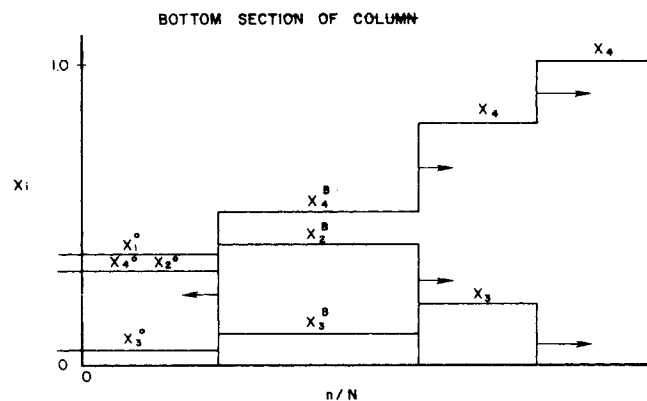 BOTTOM SECTION OF COLUMN
1.0
X₄
X₄
X₄ᴮ
Xᵢ
X₂ᴮ
X₁°
X₄° X₂°
X₃
X₃ᴮ
X₃°
0
0
n/N